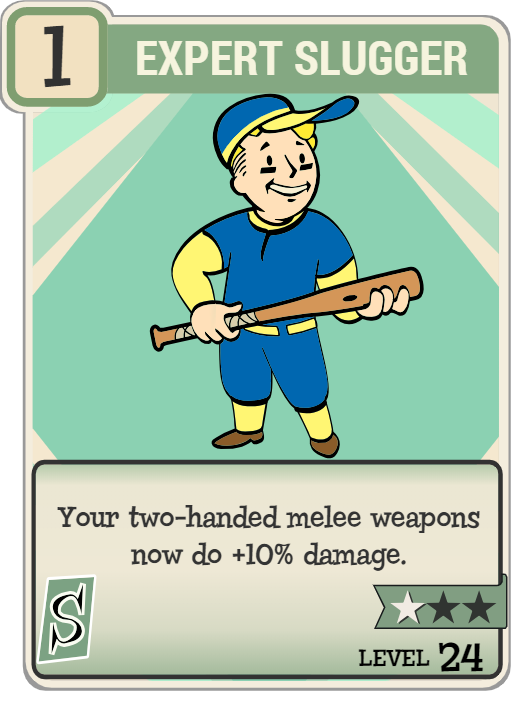 1
EXPERT SLUGGER
Your two-handed melee weapons
now do +10% damage.
S
LEVEL 24